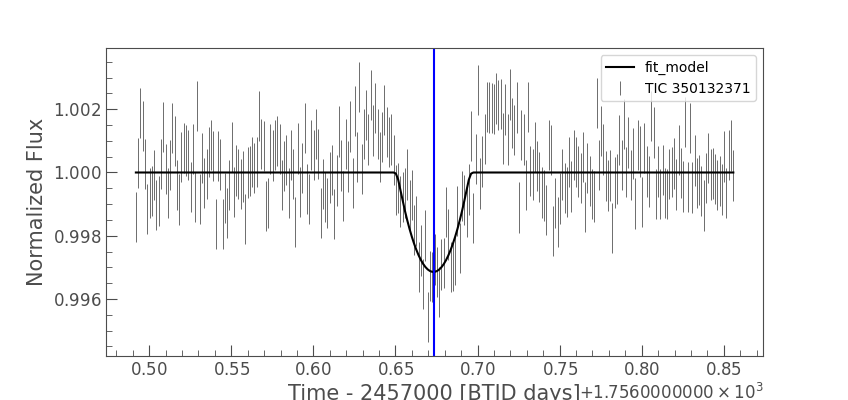 fit_model
TIC 350132371
1.002
1.000
0.998
0.996
Normalized Flux
0.50 0.55 0.60 0.65 0.70 0.75 0.80 0.85
Time - 2457000 [BTJD days]
+1.7560000000 × 10³